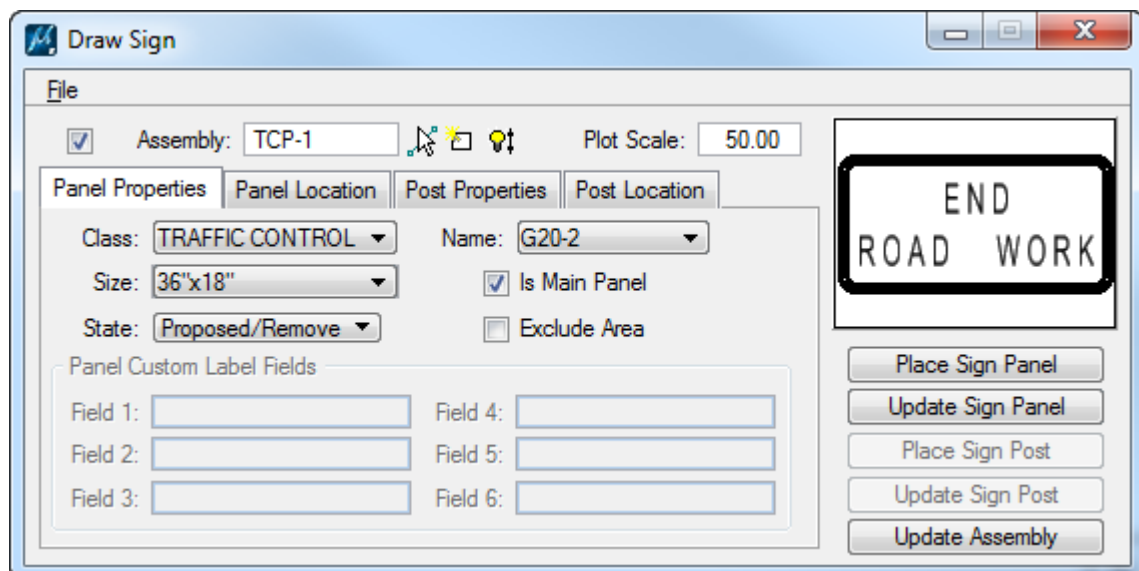 Draw Sign
File
Assembly: TCP-1 Plot Scale: 50.00
Panel Properties Panel Location Post Properties Post Location
Class: TRAFFIC CONTROL Name: G20-2
Size: 36"x18" Is Main Panel
State: Proposed/Remove Exclude Area
Panel Custom Label Fields
Field 1: Field 4:
Field 2: Field 5:
Field 3: Field 6:
END
ROAD WORK
Place Sign Panel
Update Sign Panel
Place Sign Post
Update Sign Post
Update Assembly